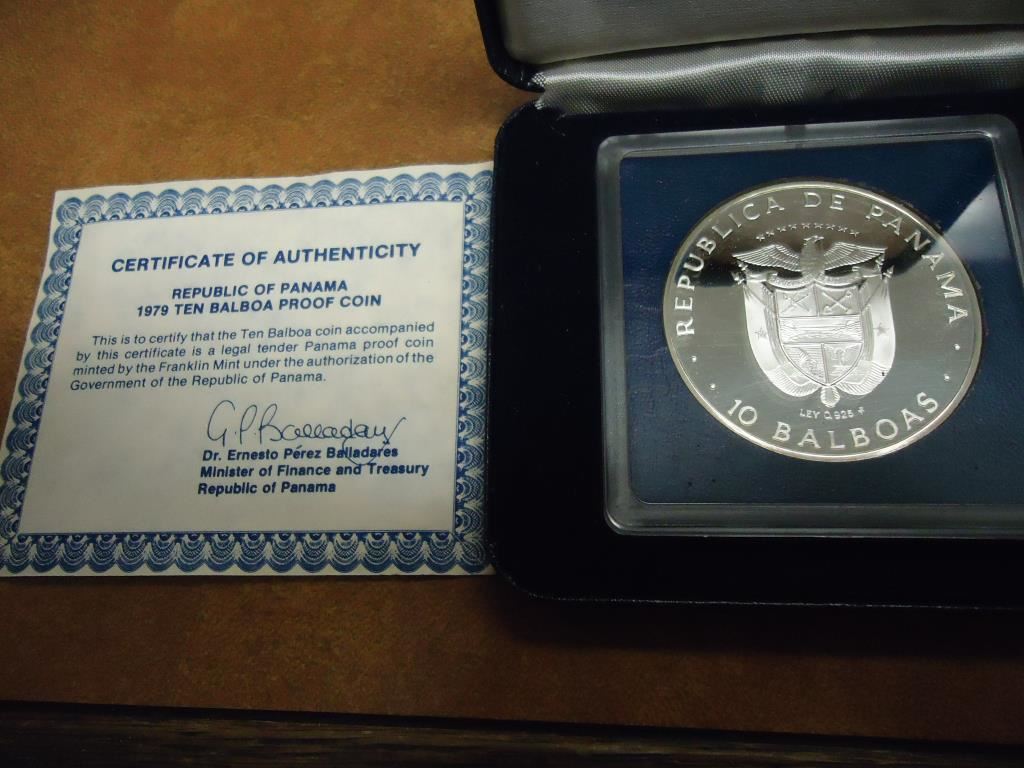 CERTIFICATE OF AUTHENTICITY
REPUBLIC OF PANAMA
1979 TEN BALBOA PROOF COIN
This is to certify that the Ten Balboa coin accompanied
by this certificate is a legal tender Panama proof coin
minted by the Franklin Mint under the authorization of the
Government of the Republic of Panama.
G.P. Balladares
Dr. Ernesto Pérez Balladares
Minister of Finance and Treasury
Republic of Panama
REPUBLICA DE PANAMA
LEY 0.925
10 BALBOAS